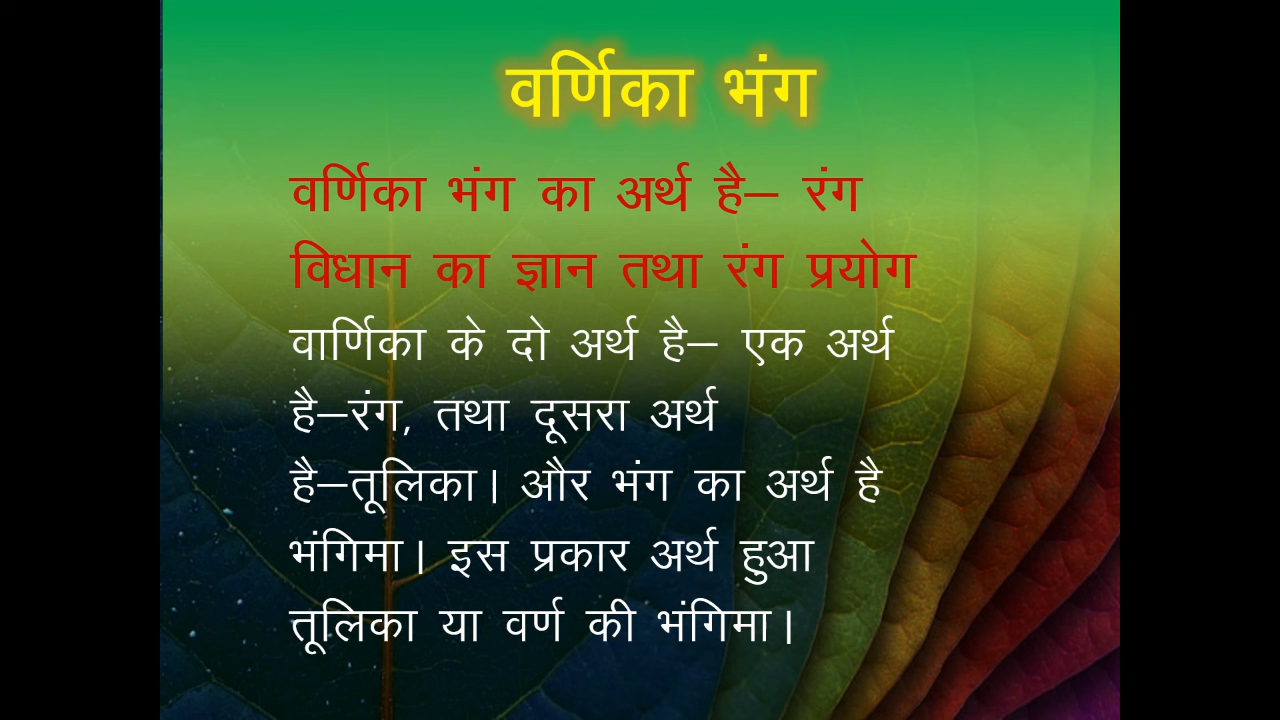 वर्णिका भंग
वर्णिका भंग का अर्थ है– रंग
विधान का ज्ञान तथा रंग प्रयोग
वार्णिका के दो अर्थ है– एक अर्थ
है–रंग, तथा दूसरा अर्थ
है–तूलिका। और भंग का अर्थ है
भंगिमा। इस प्रकार अर्थ हुआ
तूलिका या वर्ण की भंगिमा।